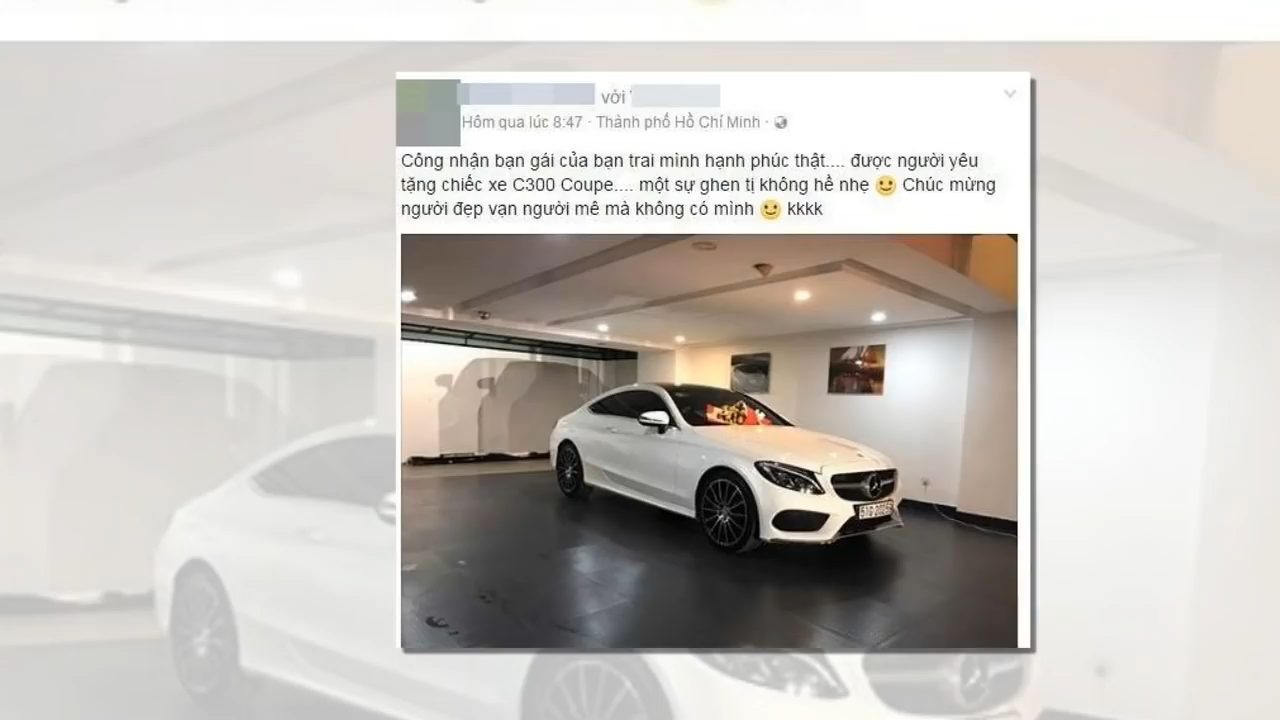 với
Hôm qua lúc 8:47 · Thành phố Hồ Chí Minh ·
Công nhận bạn gái của bạn trai mình hạnh phúc thật.... được người yêu
tặng chiếc xe C300 Coupe.... một sự ghen tị không hề nhẹ 🙂 Chúc mừng
người đẹp vạn người mê mà không có mình 🙂 kkkk